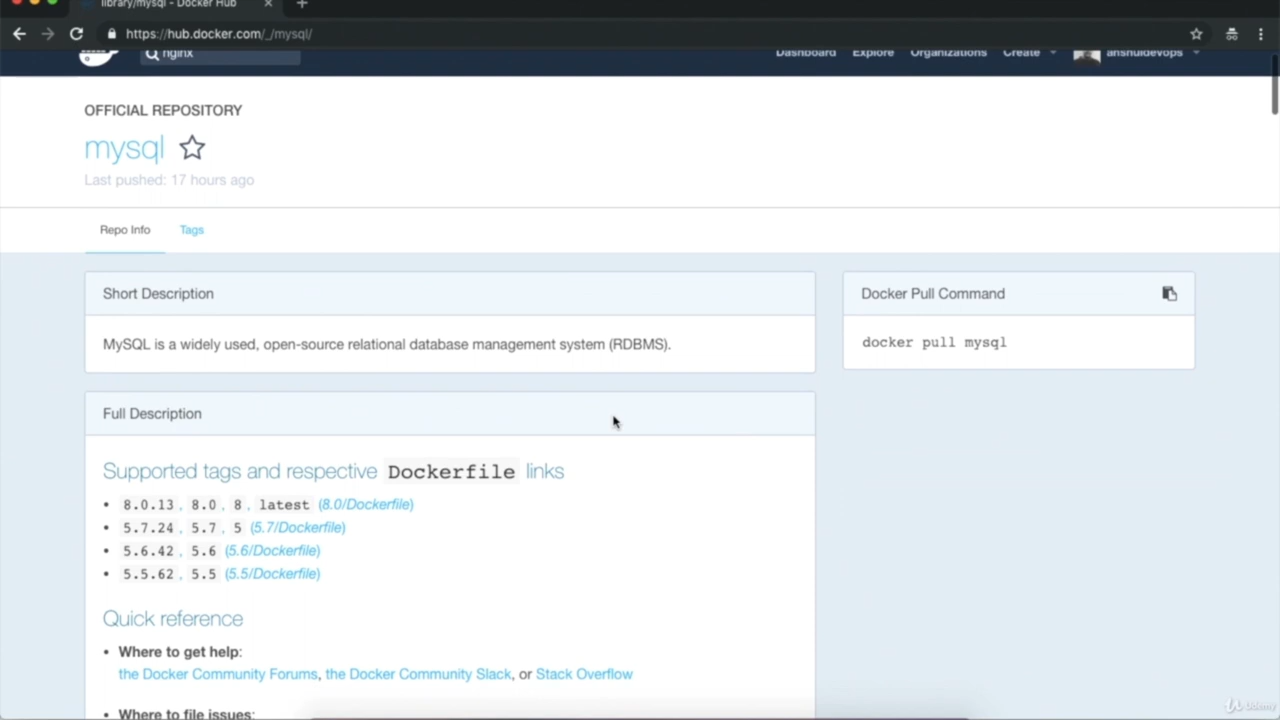 library/mysql - Docker Hub
https://hub.docker.com/_/mysql/
nginx
Dashboard Explore Organizations Create anshuldevops
OFFICIAL REPOSITORY
mysql
Last pushed: 17 hours ago
Repo Info Tags
Short Description
MySQL is a widely used, open-source relational database management system (RDBMS).
Docker Pull Command
docker pull mysql
Full Description
Supported tags and respective Dockerfile links
• 8.0.13, 8.0, 8, latest (8.0/Dockerfile)
• 5.7.24, 5.7, 5 (5.7/Dockerfile)
• 5.6.42, 5.6 (5.6/Dockerfile)
• 5.5.62, 5.5 (5.5/Dockerfile)
Quick reference
• Where to get help:
the Docker Community Forums, the Docker Community Slack, or Stack Overflow
• Where to file issues:
Udemy